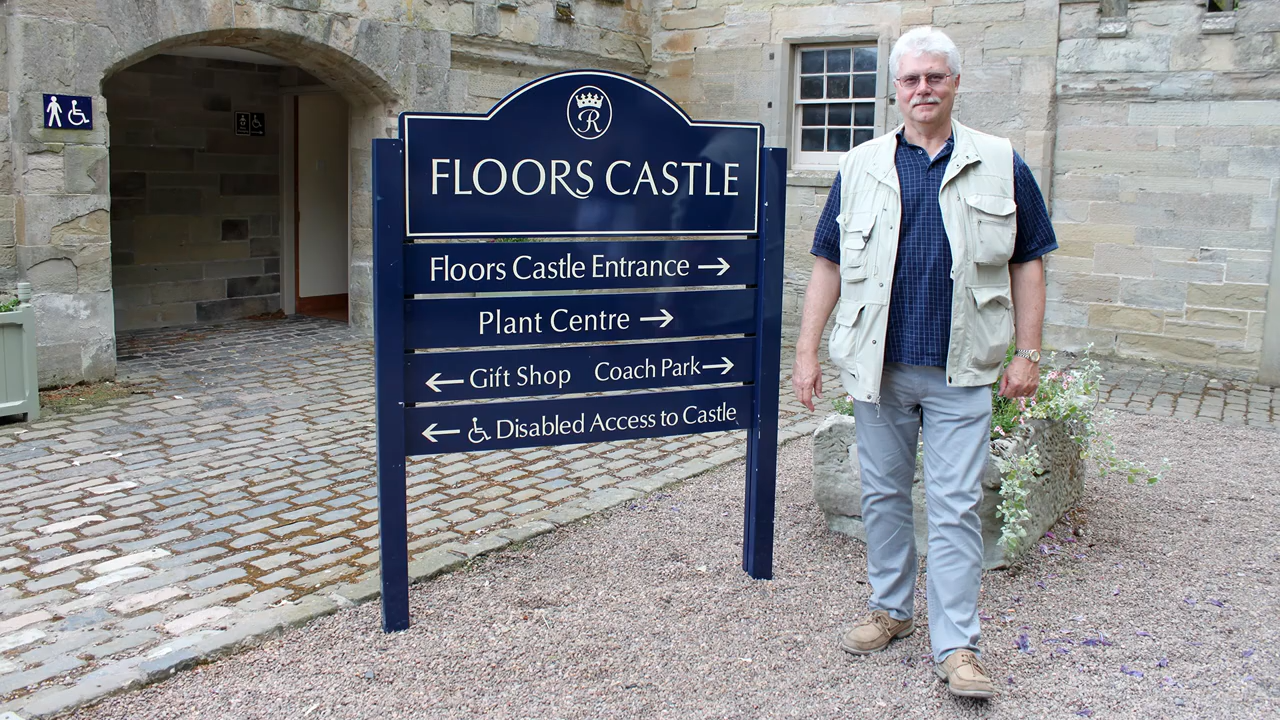 R
FLOORS CASTLE
Floors Castle Entrance →
Plant Centre →
← Gift Shop Coach Park →
← Disabled Access to Castle